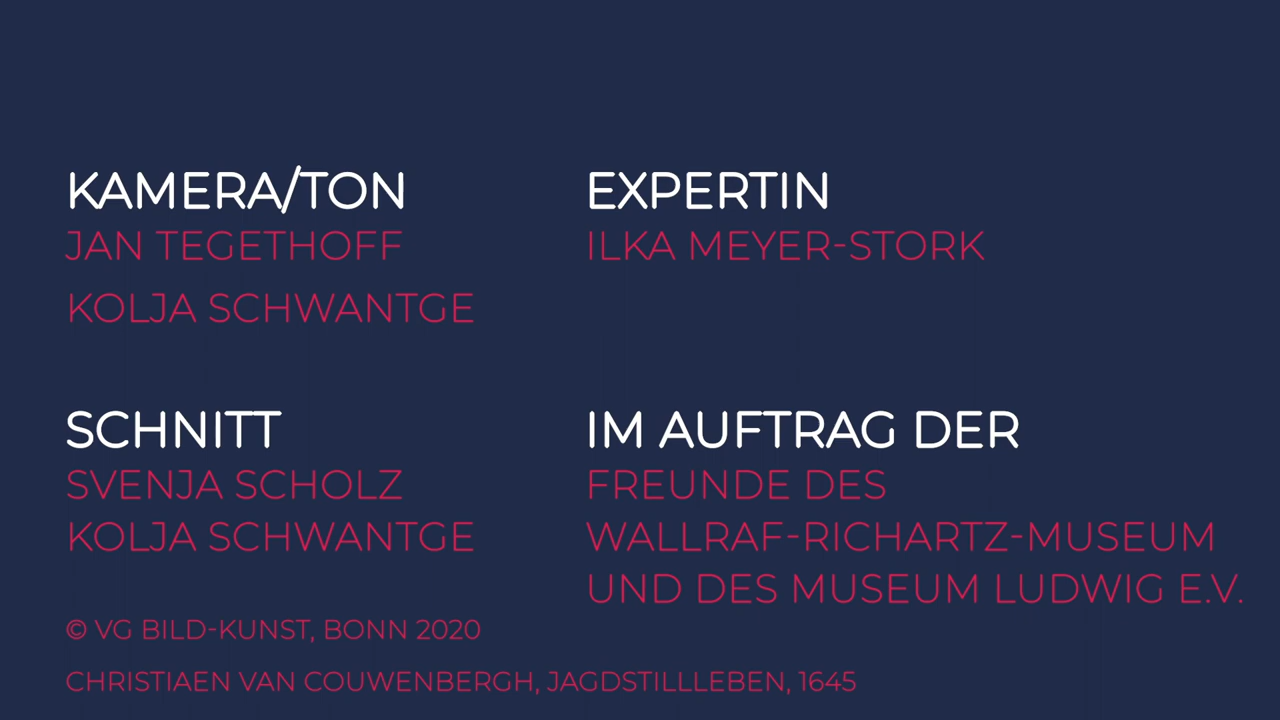 KAMERA/TON
JAN TEGETHOFF
KOLJA SCHWANTGE
EXPERTIN
ILKA MEYER-STORK
SCHNITT
SVENJA SCHOLZ
KOLJA SCHWANTGE
IM AUFTRAG DER
FREUNDE DES
WALLRAF-RICHARTZ-MUSEUM
UND DES MUSEUM LUDWIG E.V.
© VG BILD-KUNST, BONN 2020
CHRISTIAEN VAN COUWENBERGH, JAGDSTILLLEBEN, 1645